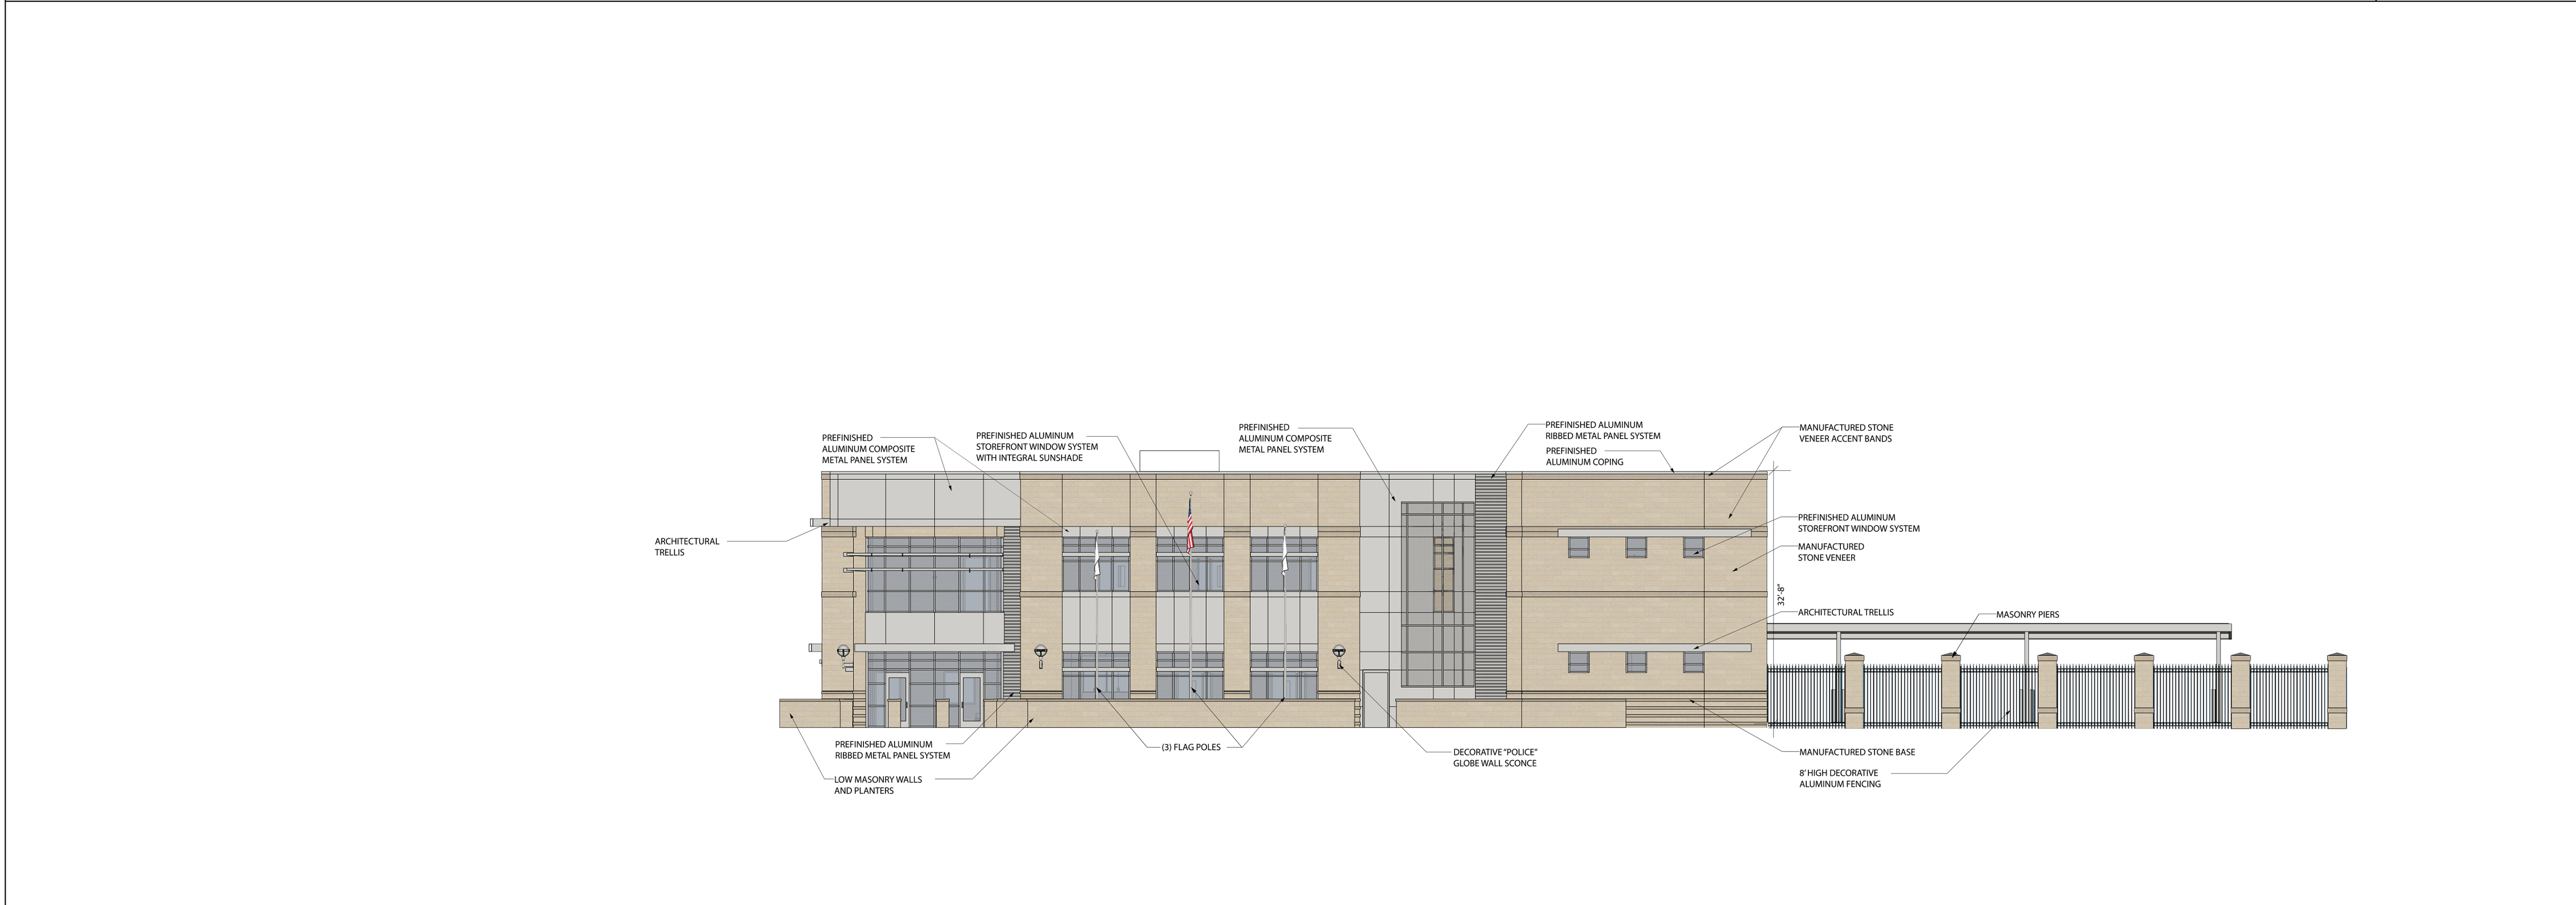 PREFINISHED
ALUMINUM COMPOSITE
METAL PANEL SYSTEM
PREFINISHED ALUMINUM
STOREFRONT WINDOW SYSTEM
WITH INTEGRAL SUNSHADE
PREFINISHED
ALUMINUM COMPOSITE
METAL PANEL SYSTEM
PREFINISHED ALUMINUM
RIBBED METAL PANEL SYSTEM
PREFINISHED
ALUMINUM COPING
MANUFACTURED STONE
VENEER ACCENT BANDS
ARCHITECTURAL
TRELLIS
PREFINISHED ALUMINUM
STOREFRONT WINDOW SYSTEM
MANUFACTURED
STONE VENEER
32'-8"
ARCHITECTURAL TRELLIS
MASONRY PIERS
PREFINISHED ALUMINUM
RIBBED METAL PANEL SYSTEM
(3) FLAG POLES
DECORATIVE "POLICE"
GLOBE WALL SCONCE
MANUFACTURED STONE BASE
LOW MASONRY WALLS
AND PLANTERS
8' HIGH DECORATIVE
ALUMINUM FENCING